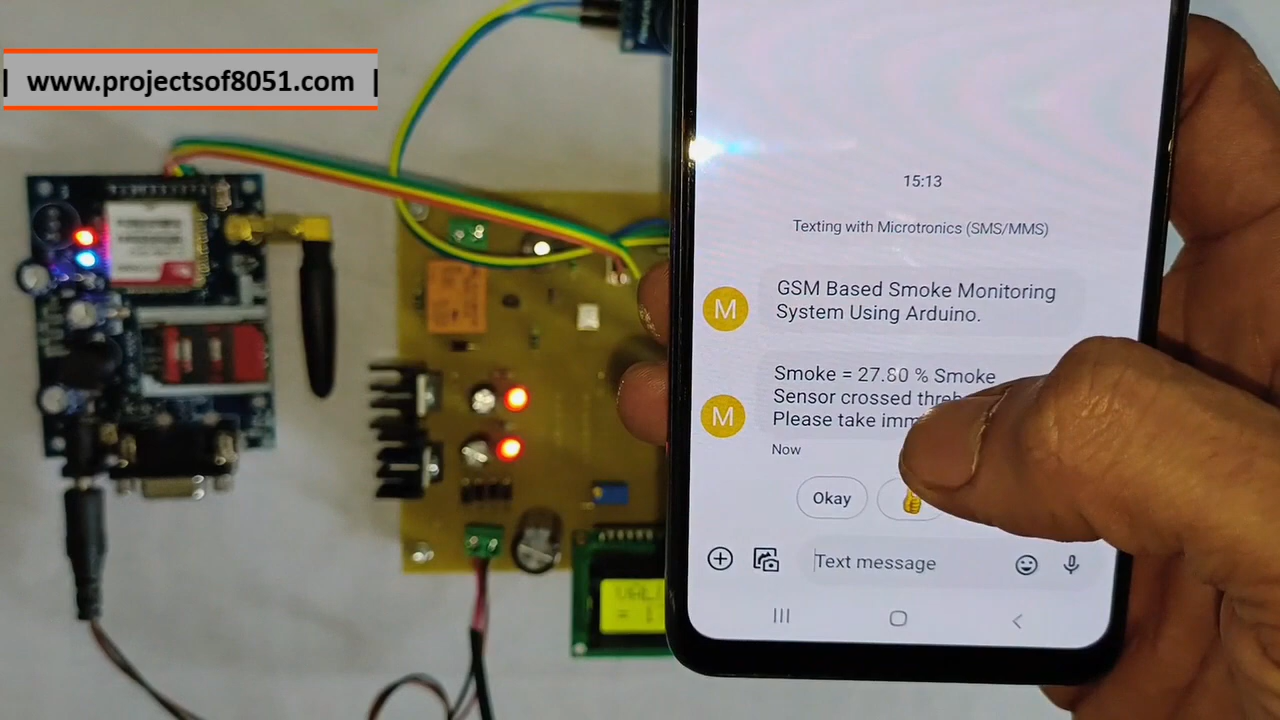 | www.projectsof8051.com |
15:13
Texting with Microtronics (SMS/MMS)
M
GSM Based Smoke Monitoring
System Using Arduino.
M
Smoke = 27.80 % Smoke
Sensor crossed
Please take
Now
Okay
Text message